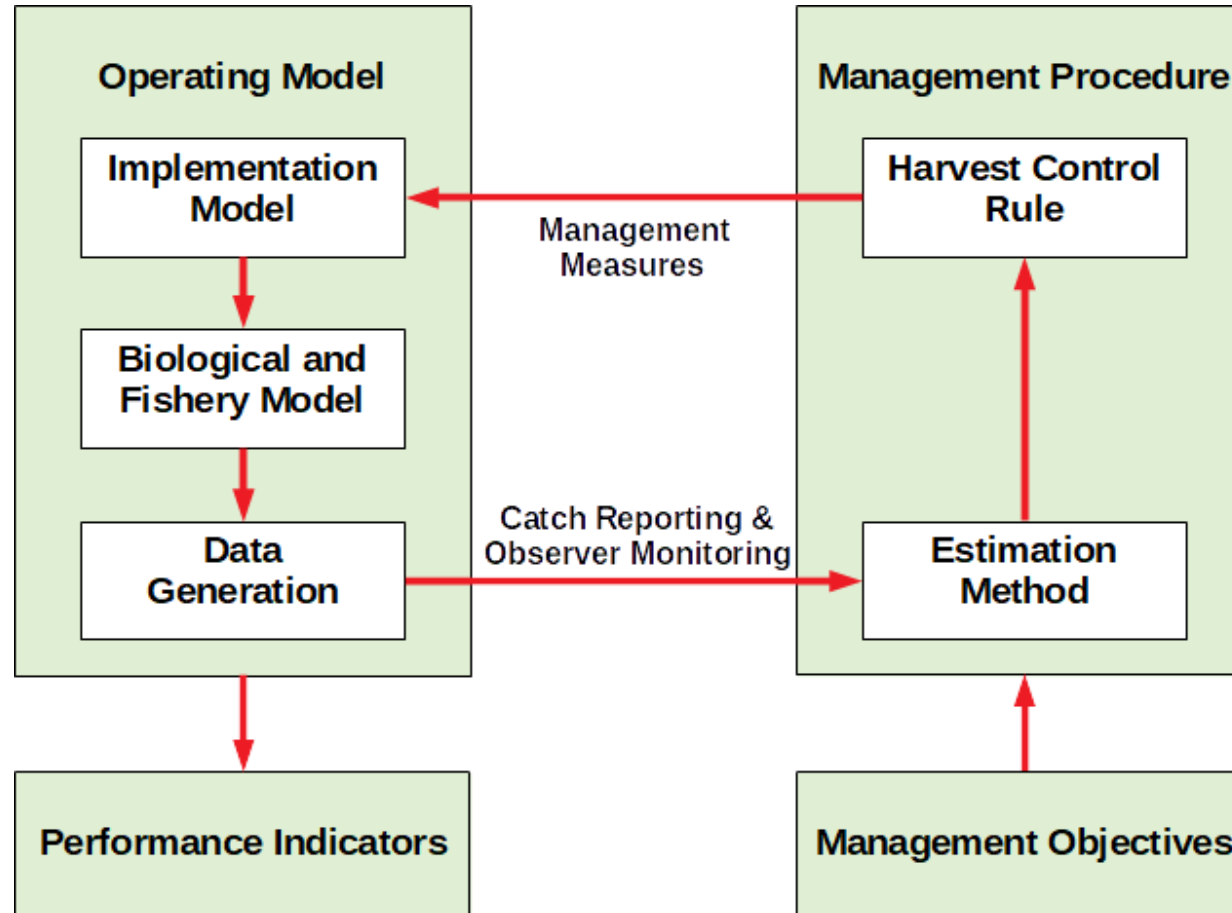 Operating Model
Implementation
Model
Biological and
Fishery Model
Data
Generation
Management
Measures
Catch Reporting &
Observer Monitoring
Management Procedure
Harvest Control
Rule
Estimation
Method
Performance Indicators
Management Objectives